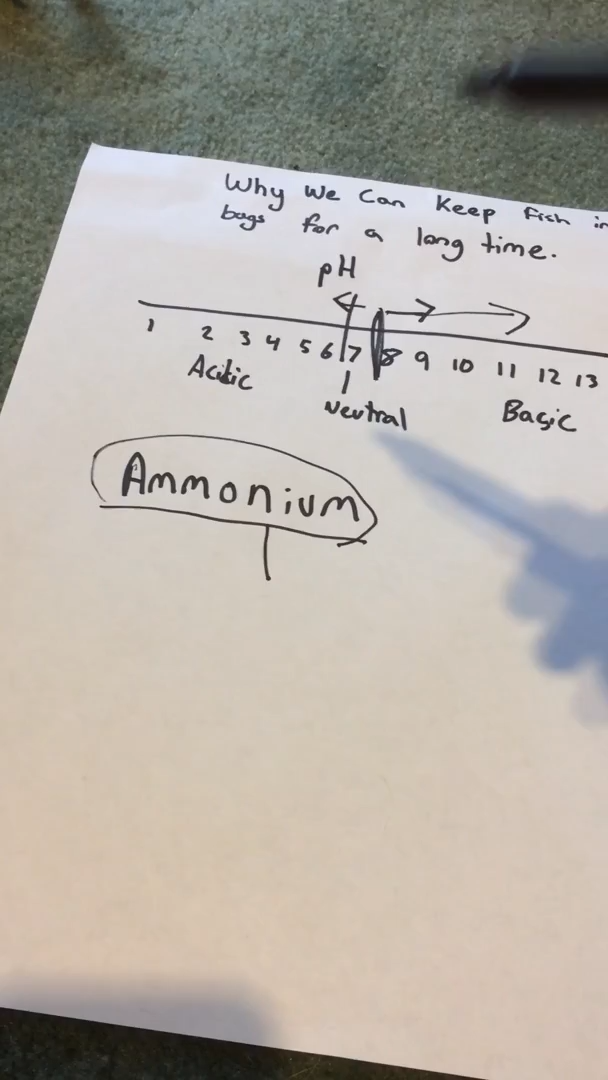 Why We Can Keep fish in
bags for a long time.
pH
1 2 3 4 5 6 7 8 9 10 11 12 13
Acitic
Neutral
Basic
Ammonium